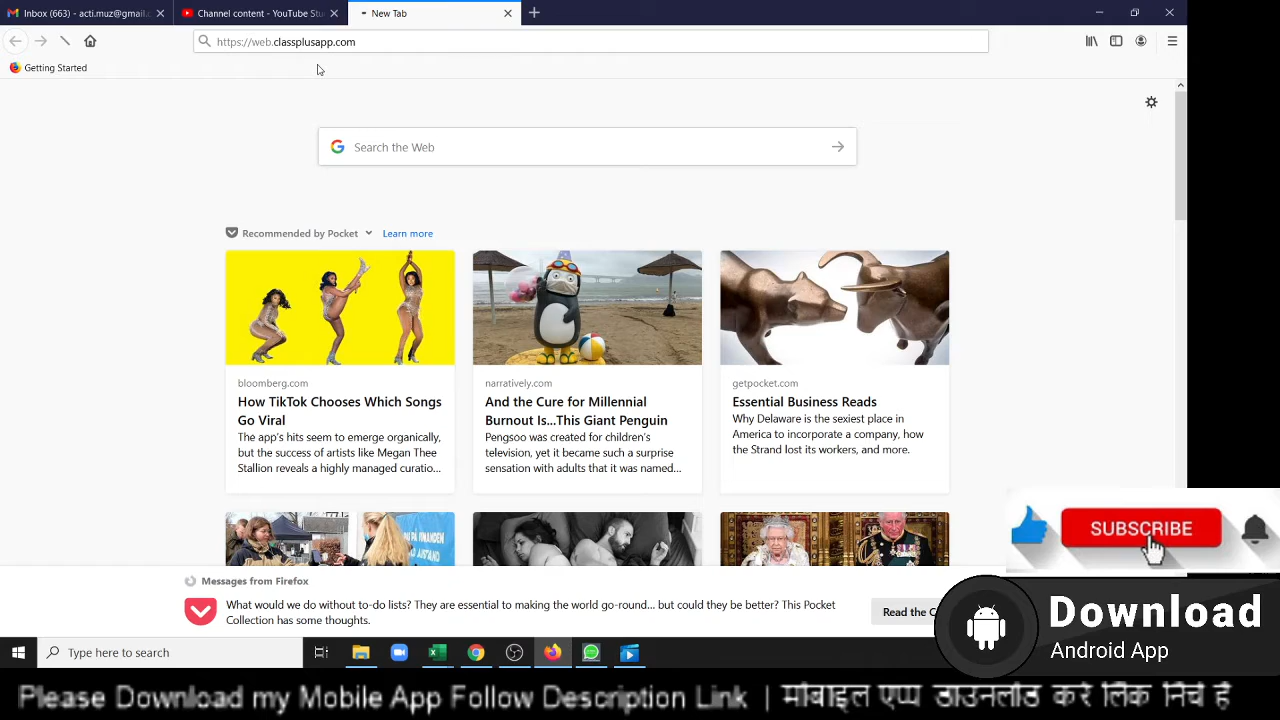 Inbox (663) - acti.muz@gmail.c
Channel content - YouTube Stu
New Tab
https://web.classplusapp.com
Getting Started
Search the Web
Recommended by Pocket
Learn more
bloomberg.com
How TikTok Chooses Which Songs
Go Viral
The app's hits seem to emerge organically,
but the success of artists like Megan Thee
Stallion reveals a highly managed curatio...
narratively.com
And the Cure for Millennial
Burnout Is...This Giant Penguin
Pengsoo was created for children's
television, yet it became such a surprise
sensation with adults that it was named...
getpocket.com
Essential Business Reads
Why Delaware is the sexiest place in
America to incorporate a company, how
the Strand lost its workers, and more.
SUBSCRIBE
Messages from Firefox
What would we do without to-do lists? They are essential to making the world go-round... but could they be better? This Pocket
Collection has some thoughts.
Read the C
Download
Android App
Type here to search
Please Download my Mobile App Follow Description Link | मोबाइल एप्प डाउनलोड करे लिंक निचे हैं